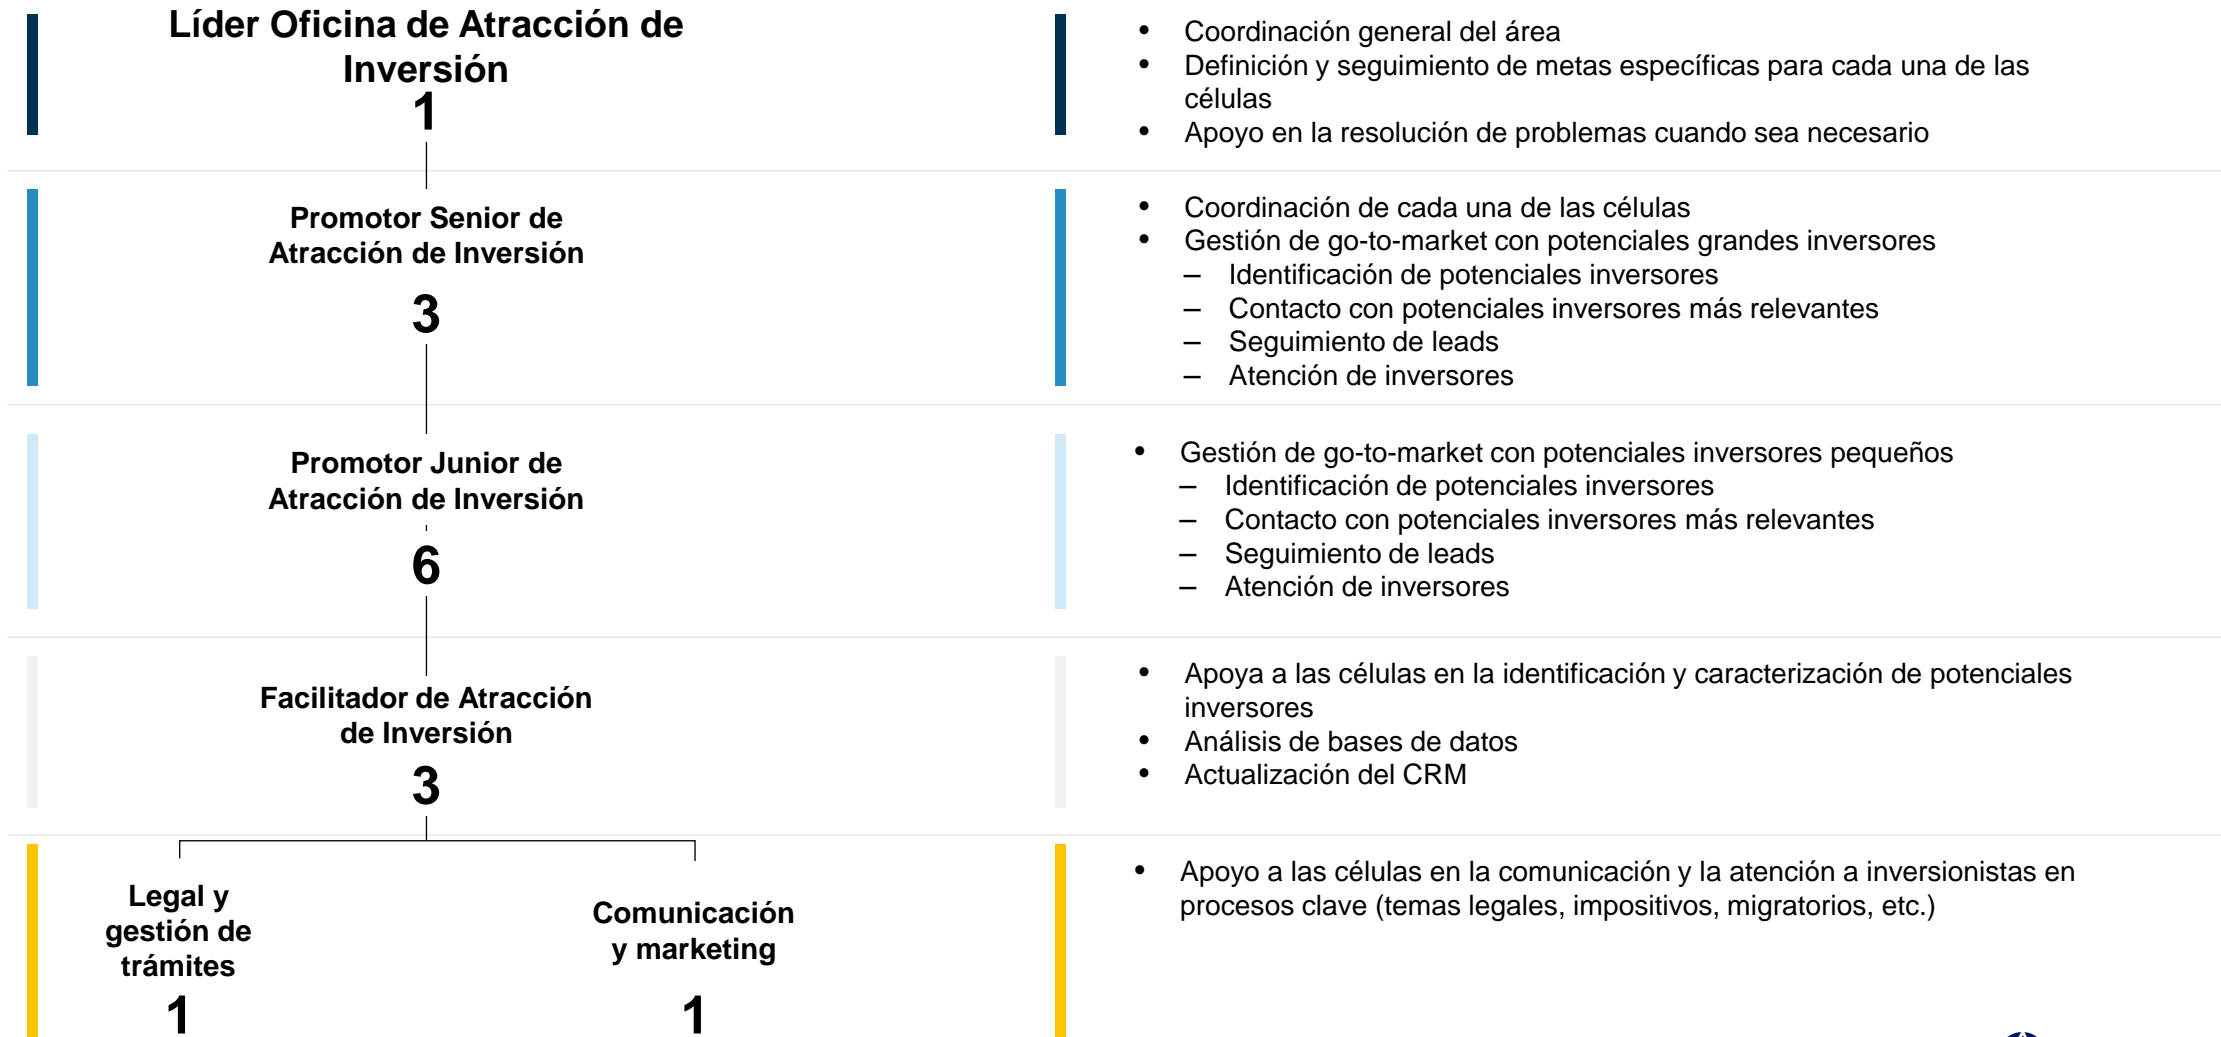 Líder Oficina de Atracción de
Inversión
1
• Coordinación general del área
• Definición y seguimiento de metas específicas para cada una de las
células
• Apoyo en la resolución de problemas cuando sea necesario
Promotor Senior de
Atracción de Inversión
3
• Coordinación de cada una de las células
• Gestión de go-to-market con potenciales grandes inversores
– Identificación de potenciales inversores
– Contacto con potenciales inversores más relevantes
– Seguimiento de leads
– Atención de inversores
Promotor Junior de
Atracción de Inversión
6
• Gestión de go-to-market con potenciales inversores pequeños
– Identificación de potenciales inversores
– Contacto con potenciales inversores más relevantes
– Seguimiento de leads
– Atención de inversores
Facilitador de Atracción
de Inversión
3
• Apoya a las células en la identificación y caracterización de potenciales
inversores
• Análisis de bases de datos
• Actualización del CRM
Legal y
gestión de
trámites
1
Comunicación
y marketing
1
• Apoyo a las células en la comunicación y la atención a inversionistas en
procesos clave (temas legales, impositivos, migratorios, etc.)